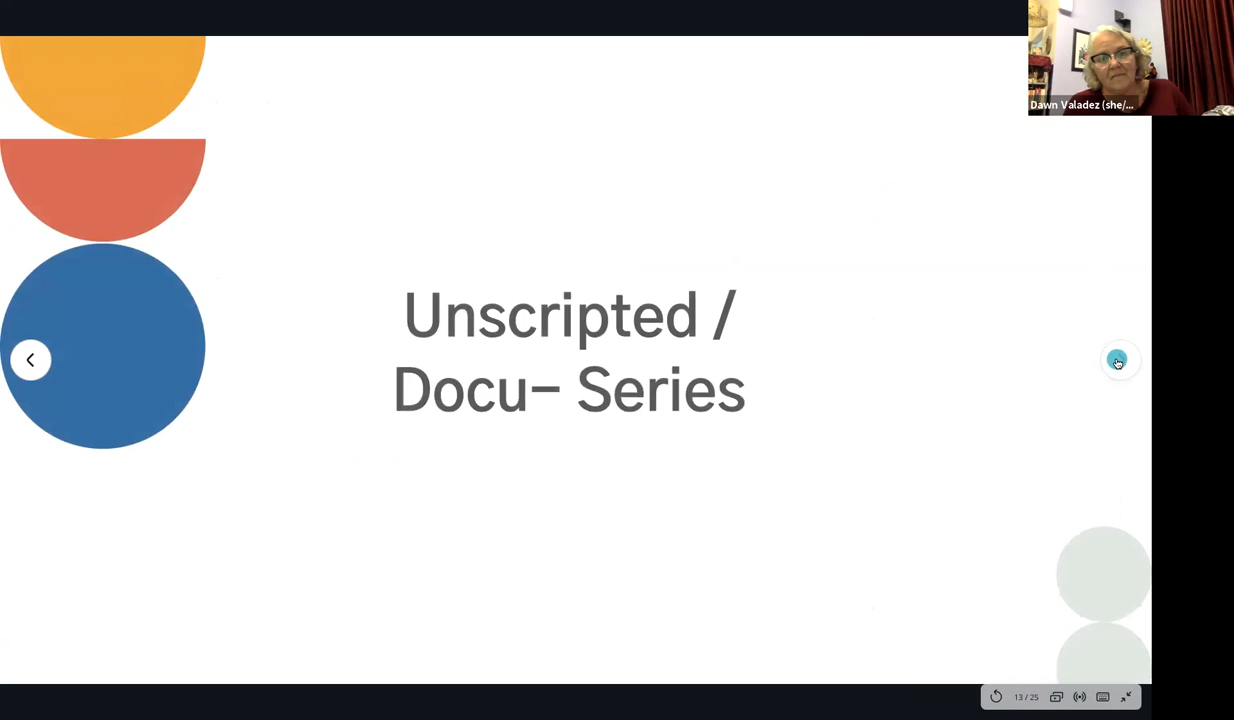 Dawn Valadez (she/...
Unscripted /
Docu- Series
13 / 25